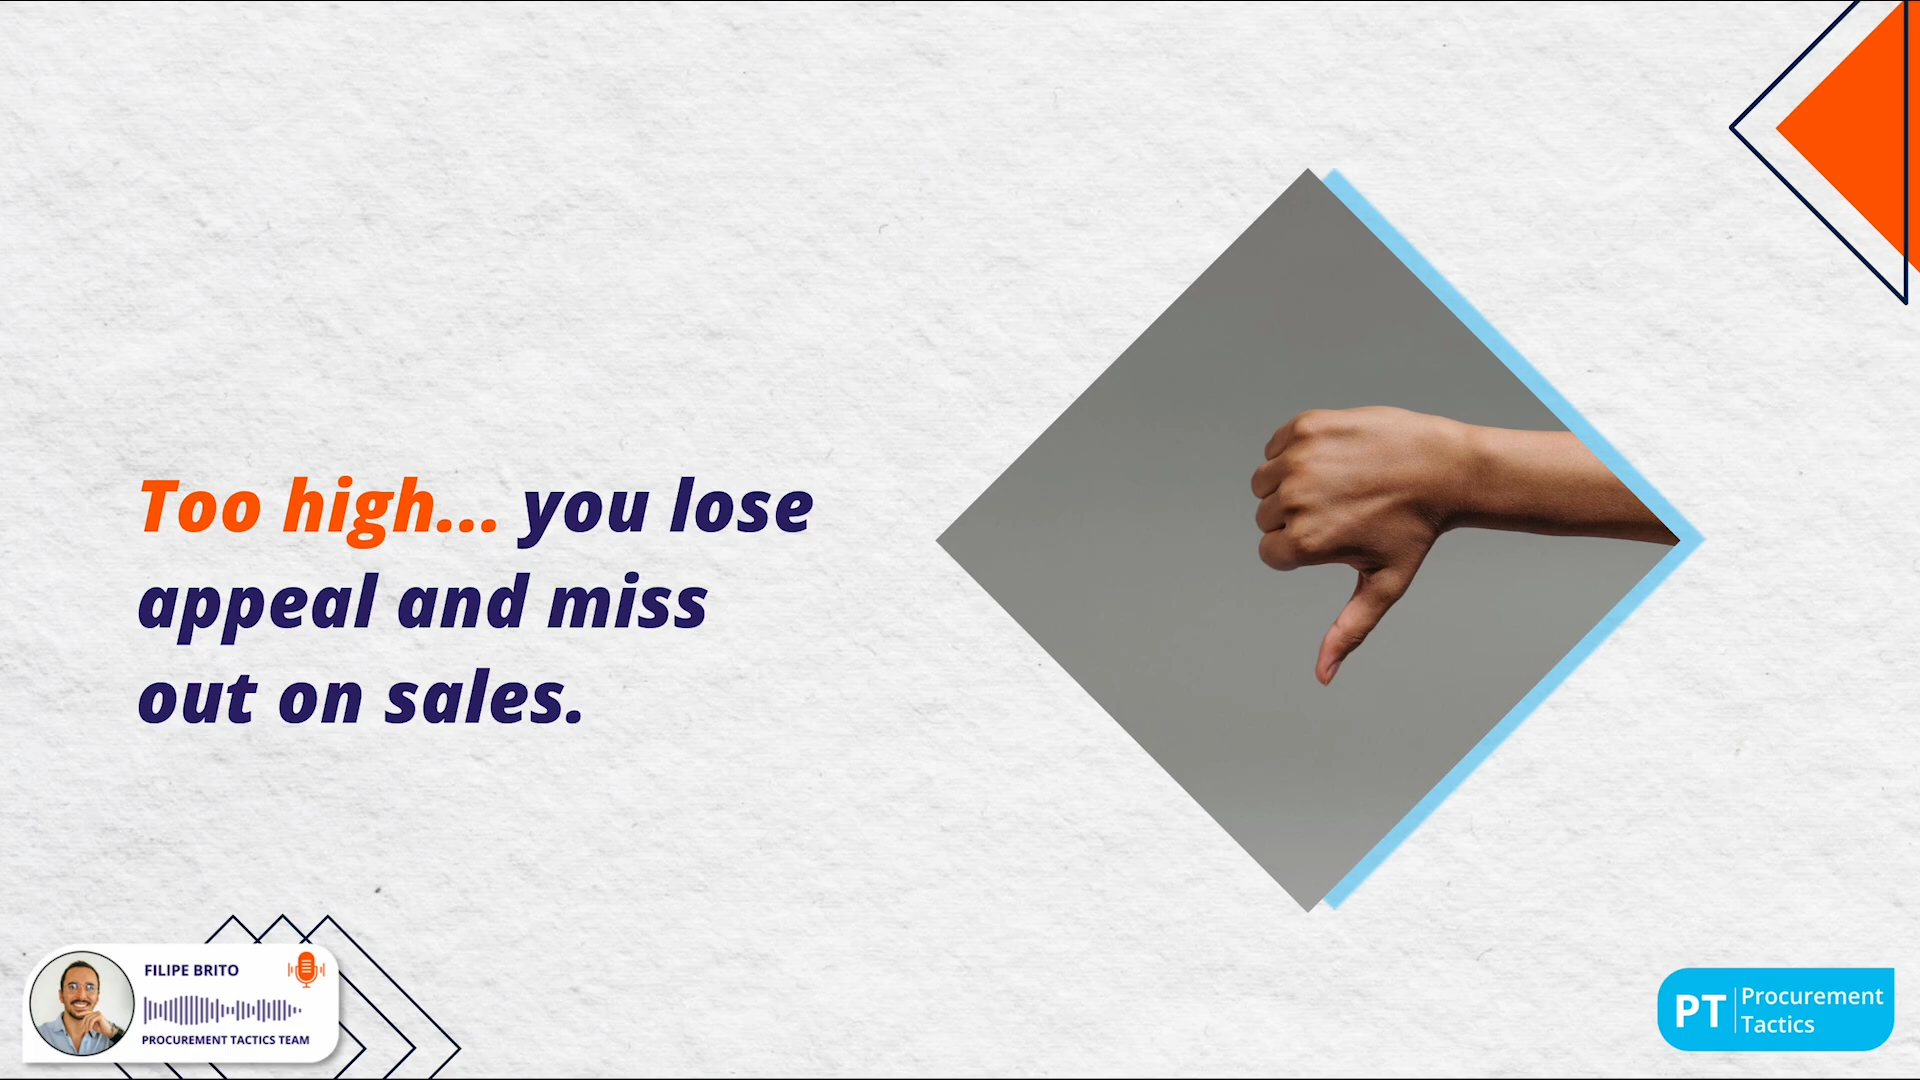 Too high... you lose
appeal and miss
out on sales.
FILIPE BRITO
PROCUREMENT TACTICS TEAM
PT Procurement
Tactics